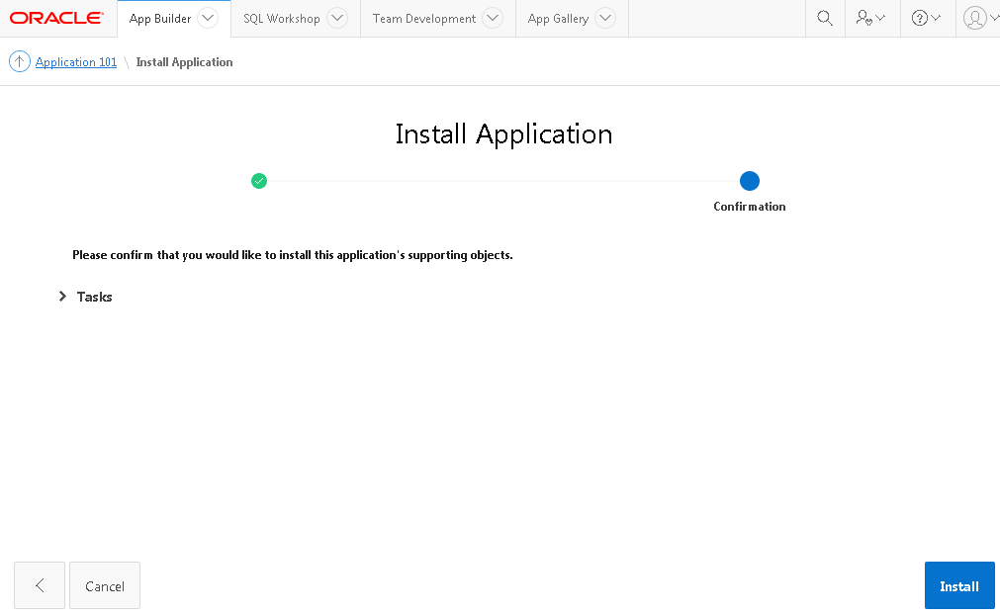 ORACLE App Builder SQL Workshop Team Development App Gallery
Application 101 \ Install Application
Install Application
Confirmation
Please confirm that you would like to install this application's supporting objects.
Tasks
Cancel
Install